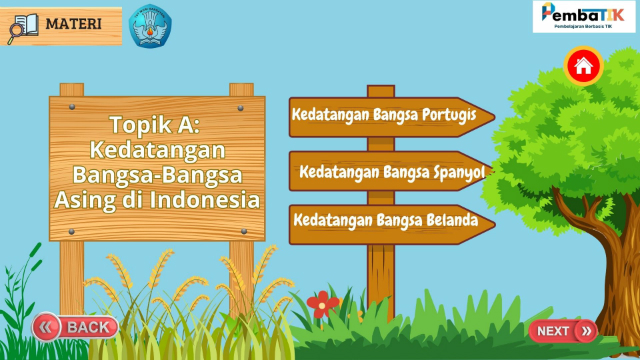 MATERI
PembaTIK
Pembelajaran Berbasis TIK
Topik A:
Kedatangan
Bangsa-Bangsa
Asing di Indonesia
Kedatangan Bangsa Portugis
Kedatangan Bangsa Spanyol
Kedatangan Bangsa Belanda
BACK
NEXT